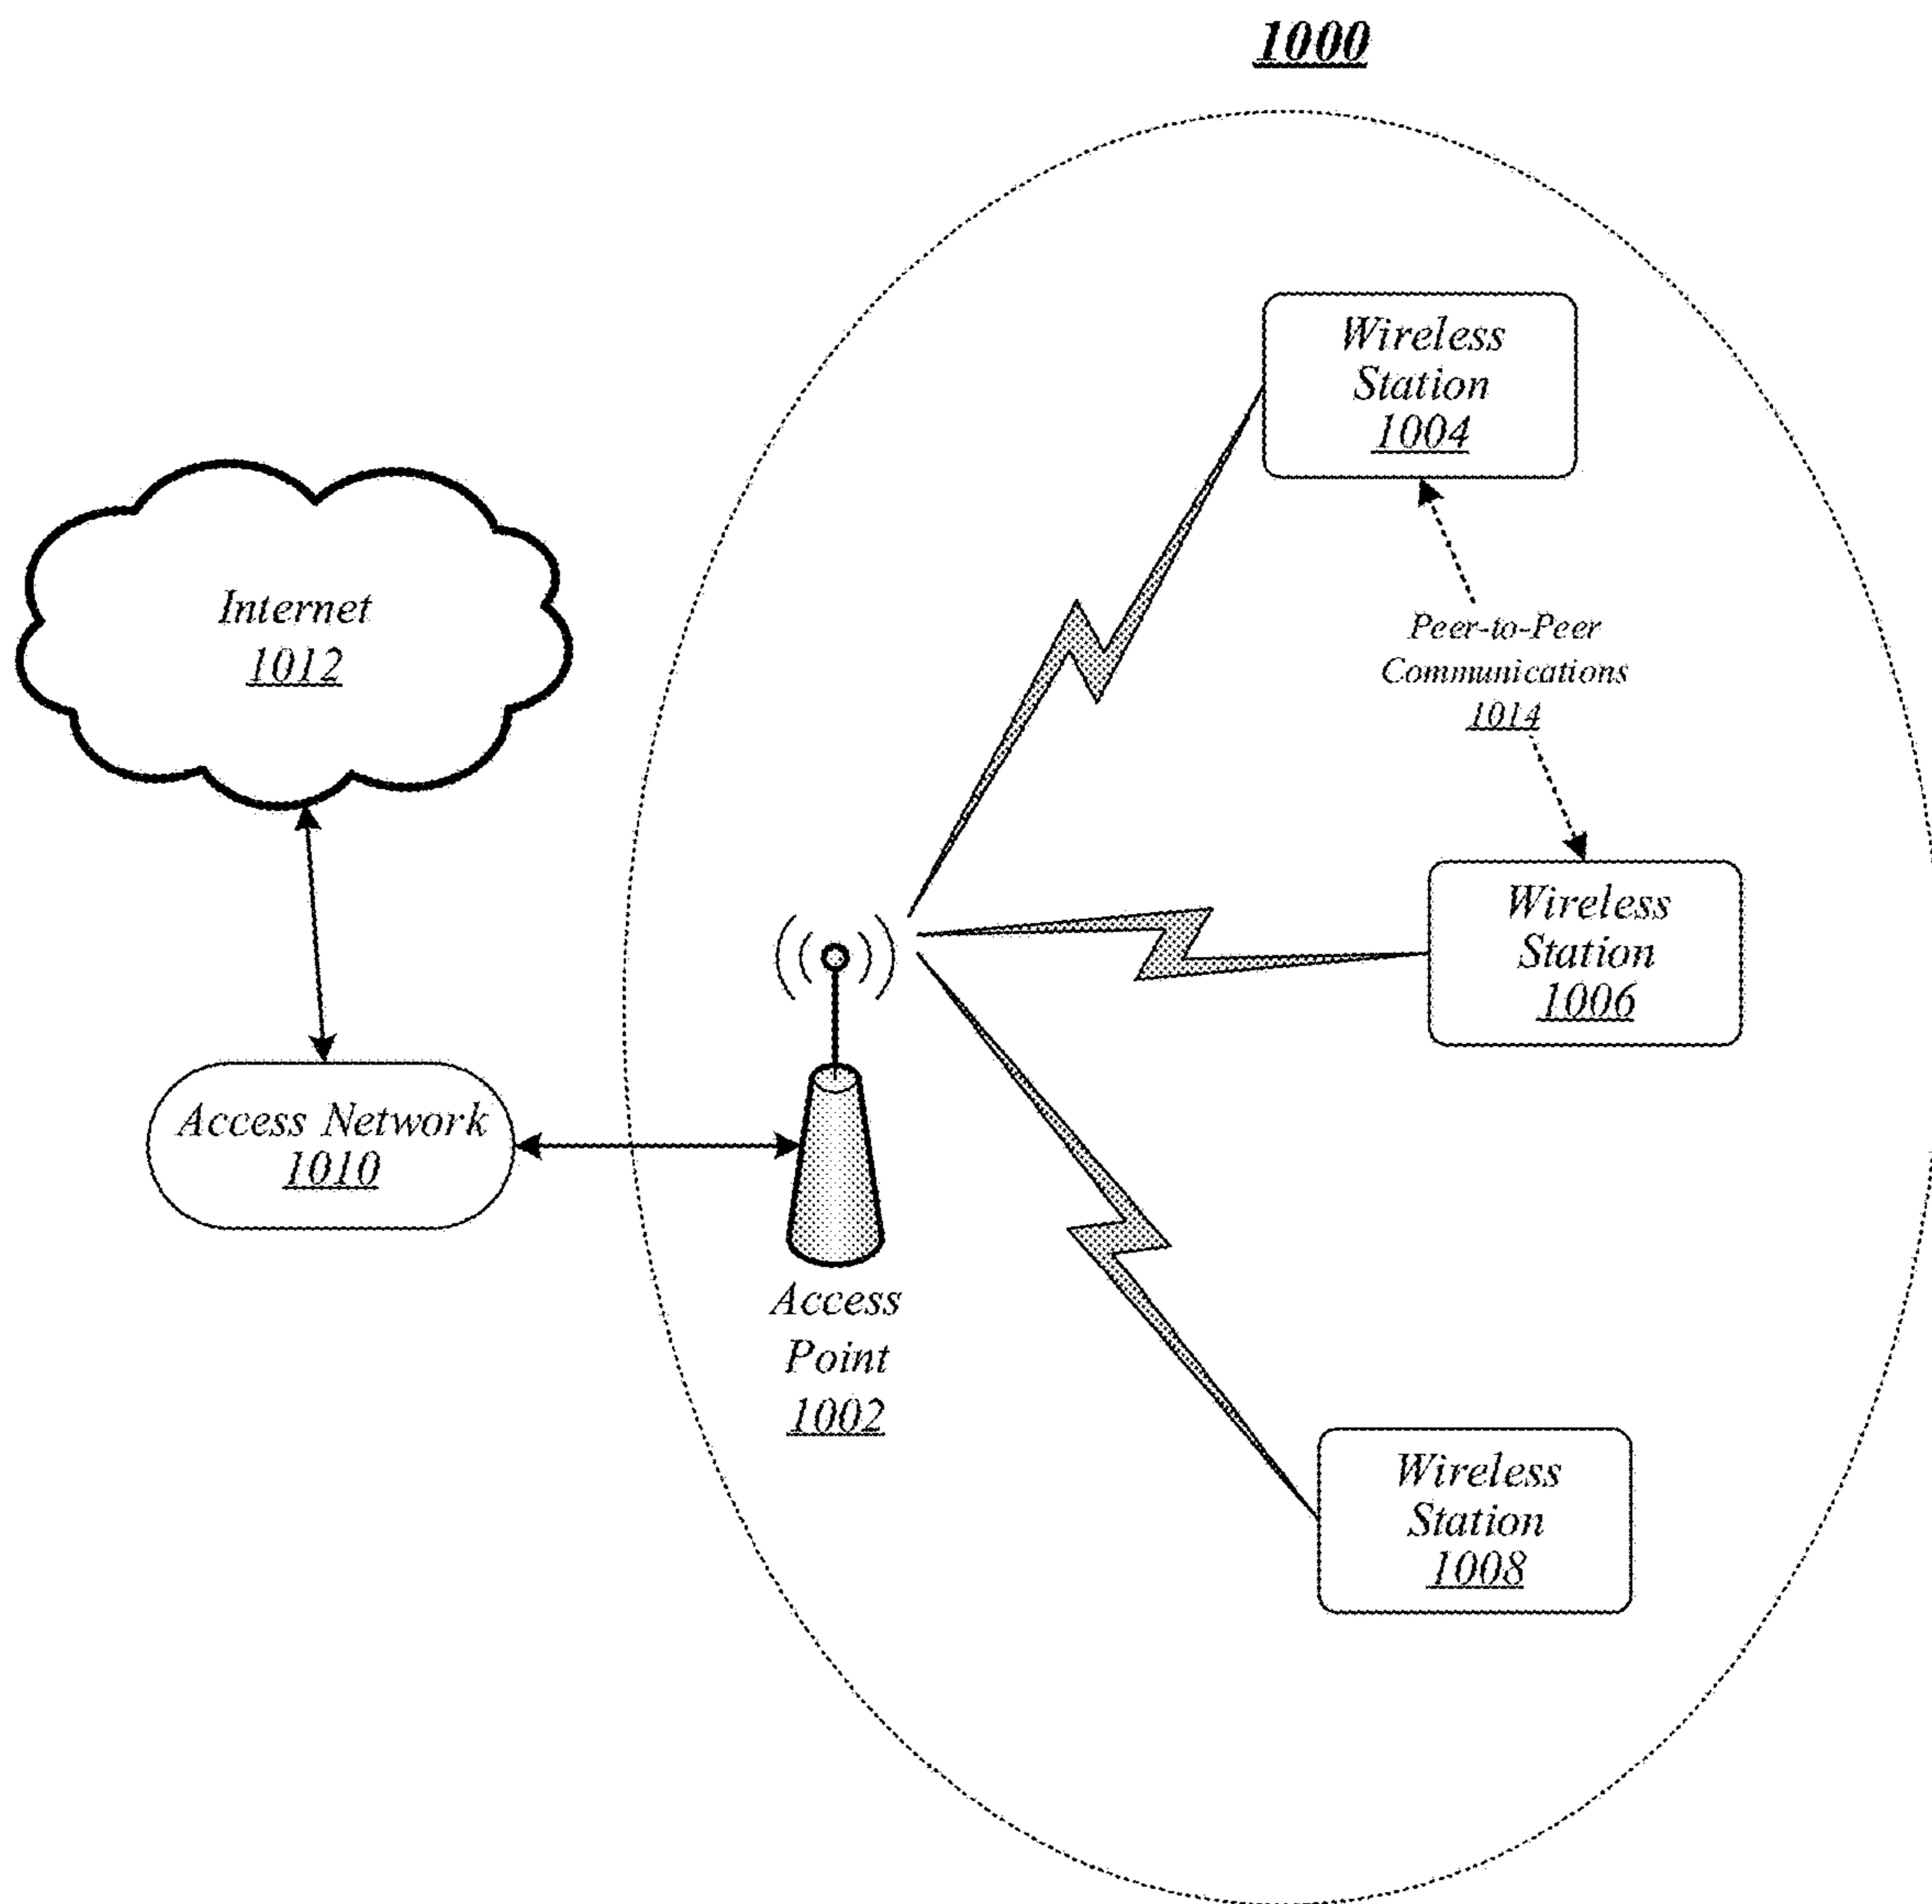 1000
Wireless
Station
1004
Internet
1012
Peer-to-Peer
Communications
1014
Wireless
Station
1006
Access Network
1010
Access
Point
1002
Wireless
Station
1008